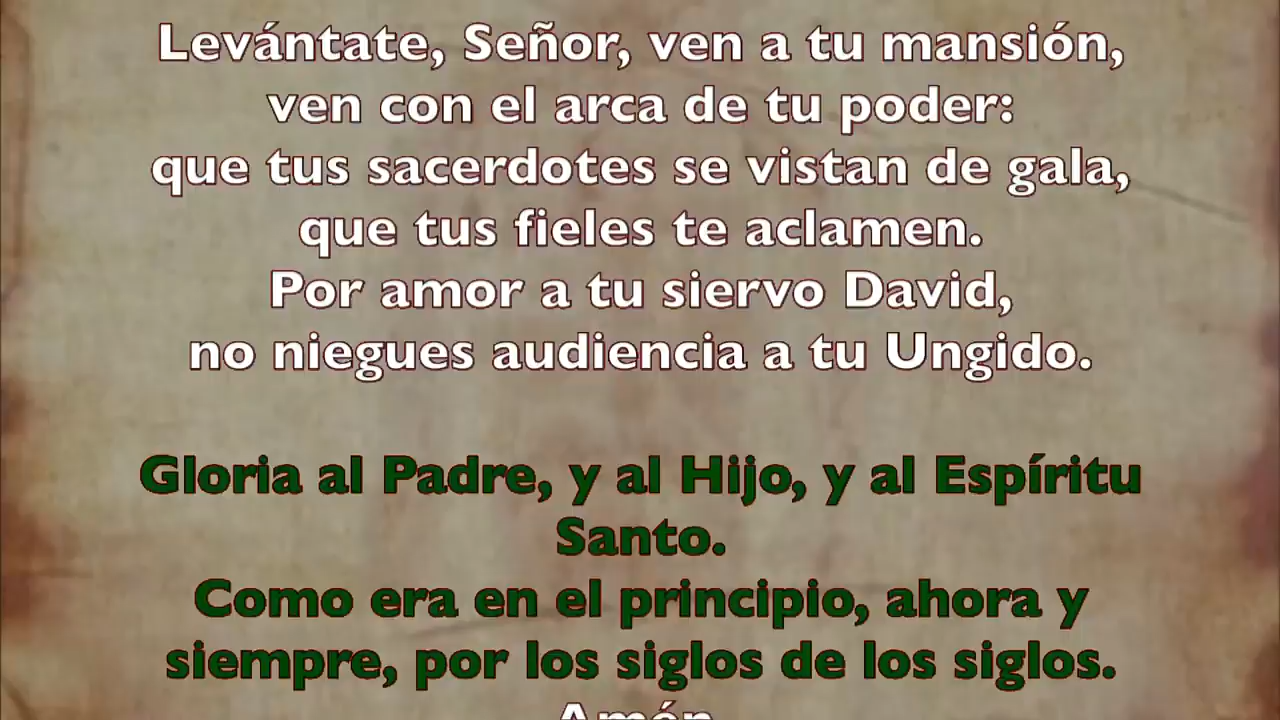 Levántate, Señor, ven a tu mansión,
ven con el arca de tu poder:
que tus sacerdotes se vistan de gala,
que tus fieles te aclamen.
Por amor a tu siervo David,
no niegues audiencia a tu Ungido.
Gloria al Padre, y al Hijo, y al Espíritu
Santo.
Como era en el principio, ahora y
siempre, por los siglos de los siglos.
Amén